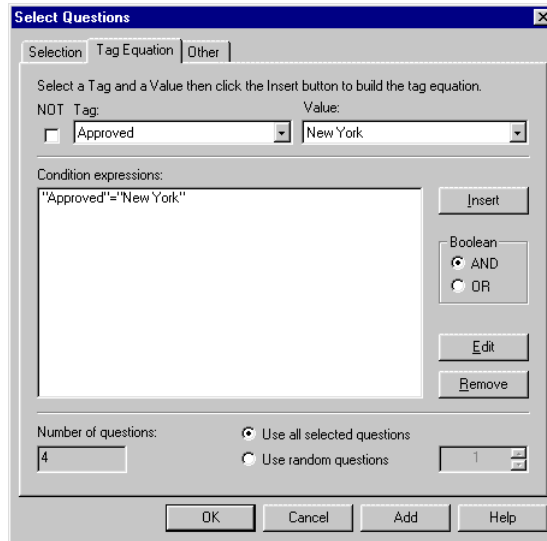 Select Questions
Selection Tag Equation Other
Select a Tag and a Value then click the Insert button to build the tag equation.
NOT Tag: Value:
Approved New York
Condition expressions:
"Approved"="New York"
Insert
Boolean
AND
OR
Edit
Remove
Number of questions: Use all selected questions
4 Use random questions 1
OK Cancel Add Help